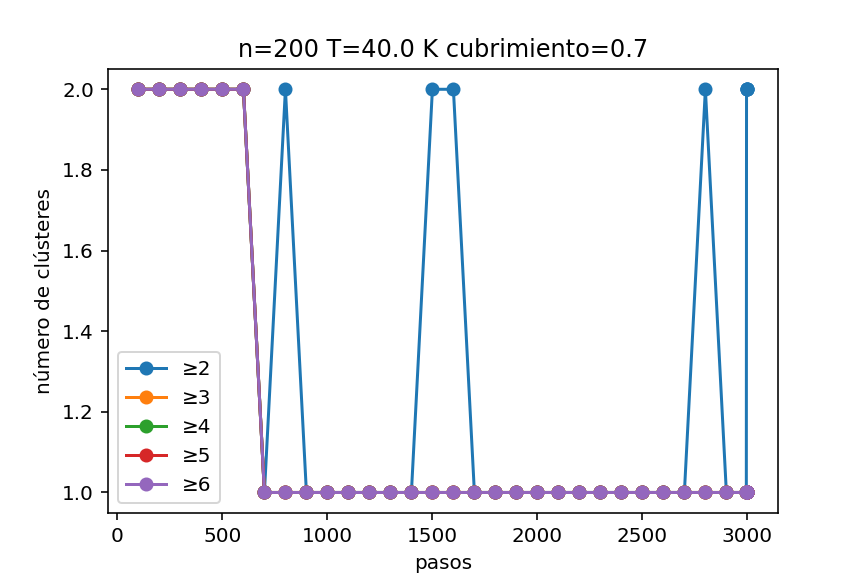 n=200 T=40.0 K cubrimiento=0.7
número de clústeres
2.0
1.8
1.6
1.4
1.2
1.0
≥2
≥3
≥4
≥5
≥6
0 500 1000 1500 2000 2500 3000
pasos